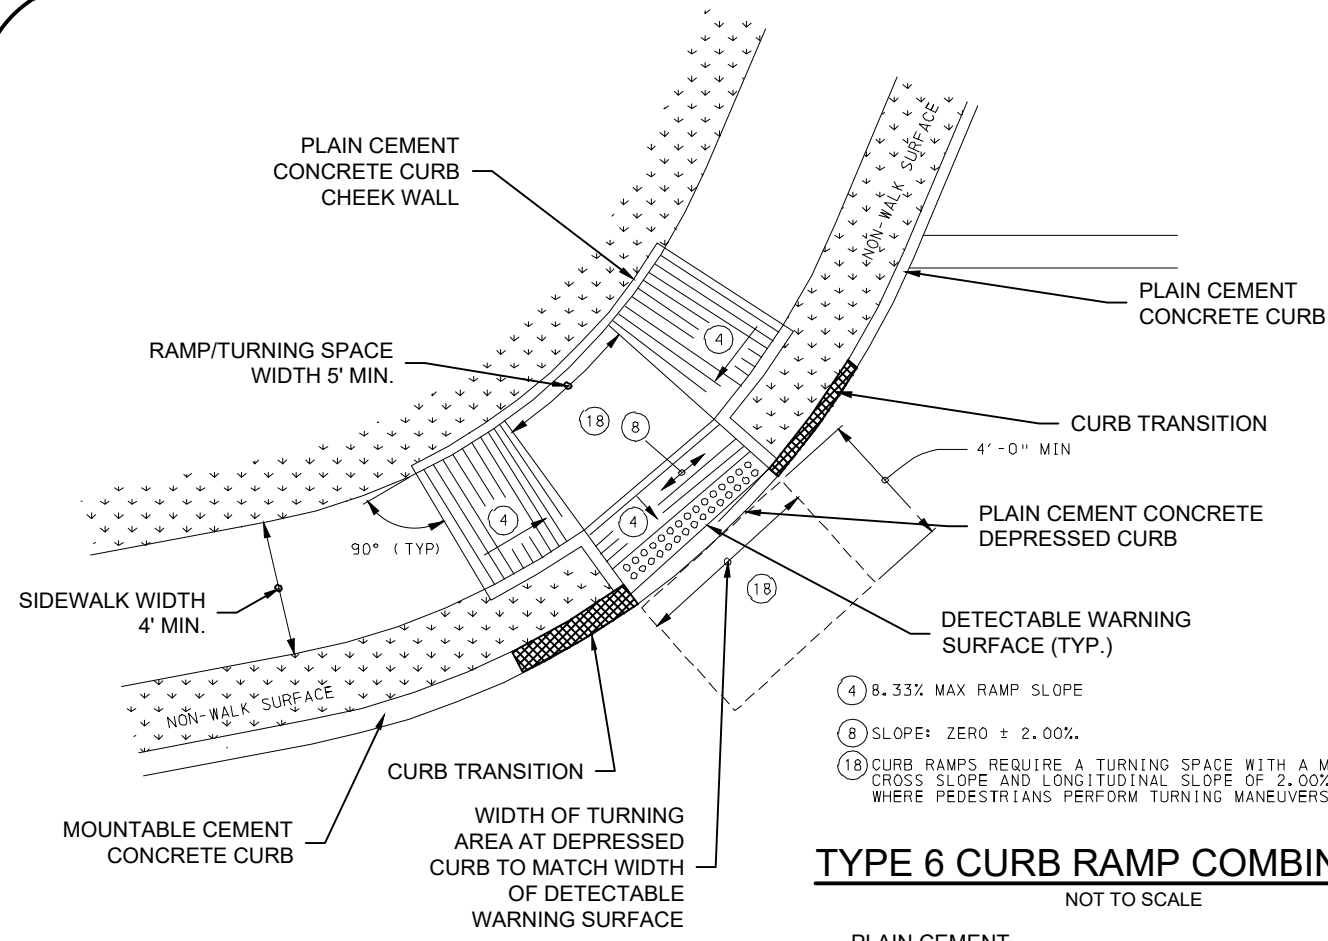 PLAIN CEMENT
CONCRETE CURB
CHEEK WALL
NON-WALK SURFACE
PLAIN CEMENT
CONCRETE CURB
RAMP/TURNING SPACE
WIDTH 5' MIN.
4
18
8
CURB TRANSITION
4'-0" MIN
4
4
90° (TYP)
PLAIN CEMENT CONCRETE
DEPRESSED CURB
18
SIDEWALK WIDTH
4' MIN.
DETECTABLE WARNING
SURFACE (TYP.)
NON-WALK SURFACE
4 8.33% MAX RAMP SLOPE
8 SLOPE: ZERO ± 2.00%.
18 CURB RAMPS REQUIRE A TURNING SPACE WITH A M
CROSS SLOPE AND LONGITUDINAL SLOPE OF 2.00%
WHERE PEDESTRIANS PERFORM TURNING MANEUVERS
CURB TRANSITION
MOUNTABLE CEMENT
CONCRETE CURB
WIDTH OF TURNING
AREA AT DEPRESSED
CURB TO MATCH WIDTH
OF DETECTABLE
WARNING SURFACE
TYPE 6 CURB RAMP COMBIN
NOT TO SCALE
PLAIN CEMENT